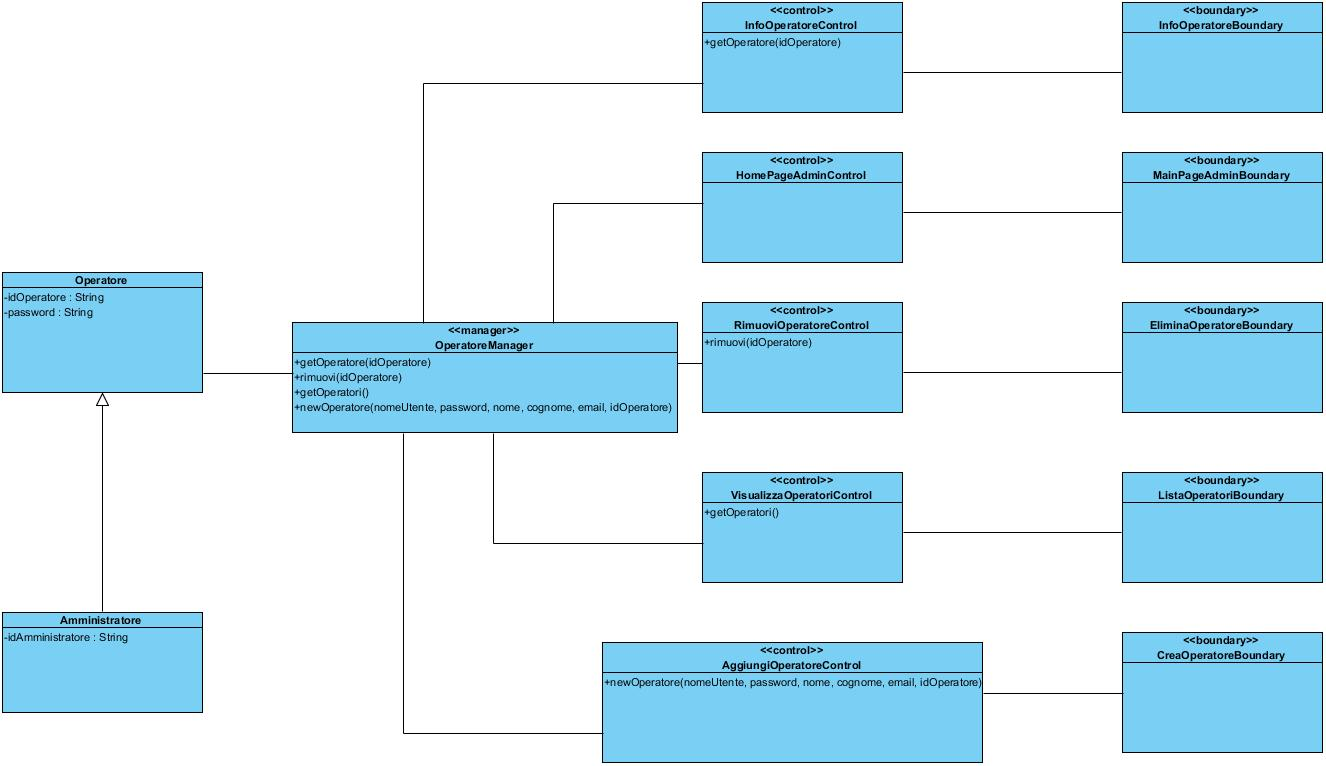 <<control>>
InfoOperatoreControl
+getOperatore(idOperatore)
<<boundary>>
InfoOperatoreBoundary
<<control>>
HomePageAdminControl
<<boundary>>
MainPageAdminBoundary
Operatore
-idOperatore : String
-password : String
<<manager>>
OperatoreManager
+getOperatore(idOperatore)
+rimuovi(idOperatore)
+getOperatori()
+newOperatore(nomeUtente, password, nome, cognome, email, idOperatore)
<<control>>
RimuoviOperatoreControl
+rimuovi(idOperatore)
<<boundary>>
EliminaOperatoreBoundary
<<control>>
VisualizzaOperatoriControl
+getOperatori()
<<boundary>>
ListaOperatoriBoundary
Amministratore
-idAmministratore : String
<<control>>
AggiungiOperatoreControl
+newOperatore(nomeUtente, password, nome, cognome, email, idOperatore)
<<boundary>>
CreaOperatoreBoundary